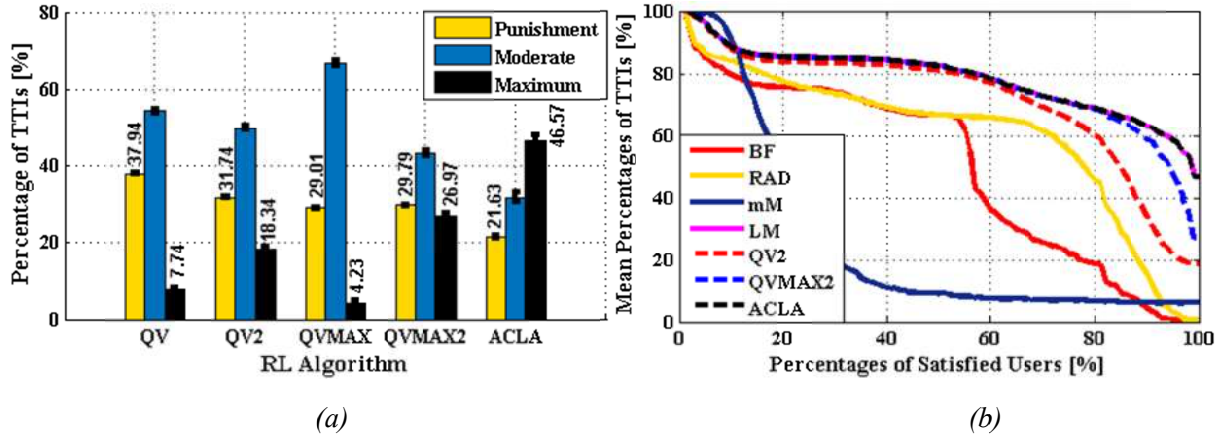 80
60
40
20
0
Percentage of TTIs [%]
Punishment
Moderate
Maximum
37.94
7.74
31.74
18.34
29.01
4.23
29.79
26.97
21.63
46.57
QV
QV2
QVMAX
QVMAX2
ACLA
RL Algorithm
(a)
100
80
60
40
20
0
Mean Percentages of TTIs [%]
BF
RAD
mM
LM
QV2
QVMAX2
ACLA
0
20
40
60
80
100
Percentages of Satisfied Users [%]
(b)